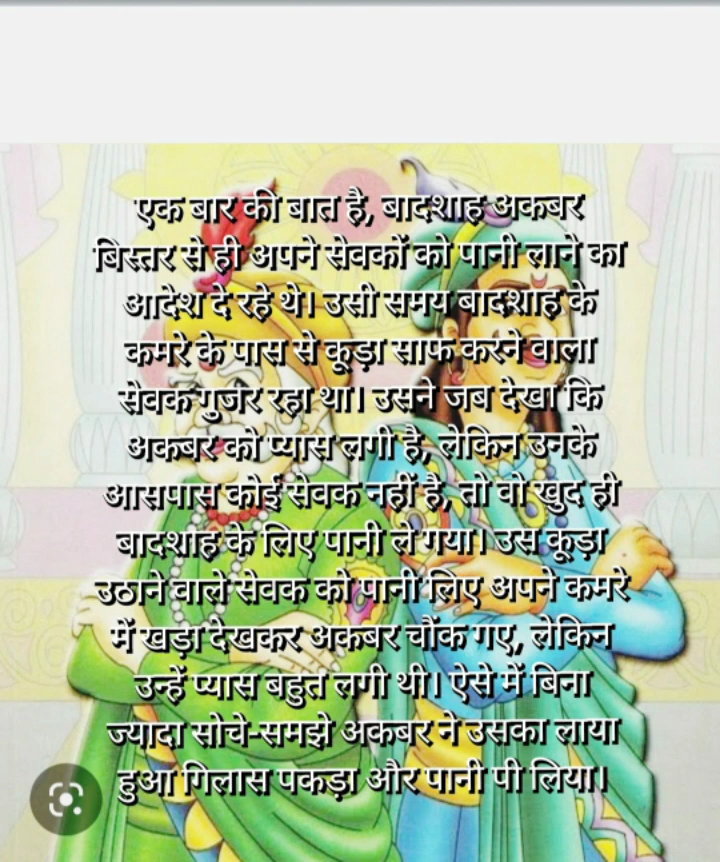 एक बार की बात है, बादशाह अकबर
बिस्तर से ही अपने सेवकों को पानी लाने का
आदेश दे रहे थे। उसी समय बादशाह के
कमरे के पास से कूड़ा साफ करने वाला
सेवक गुजर रहा था। उसने जब देखा कि
अकबर को प्यास लगी है, लेकिन उनके
आसपास कोई सेवक नहीं है, तो वो खुद ही
बादशाह के लिए पानी ले गया। उस कूड़ा
उठाने वाले सेवक को पानी लिए अपने कमरे
में खड़ा देखकर अकबर चौंक गए, लेकिन
उन्हें प्यास बहुत लगी थी। ऐसे में बिना
ज्यादा सोचे-समझे अकबर ने उसका लाया
हुआ गिलास पकड़ा और पानी पी लिया।